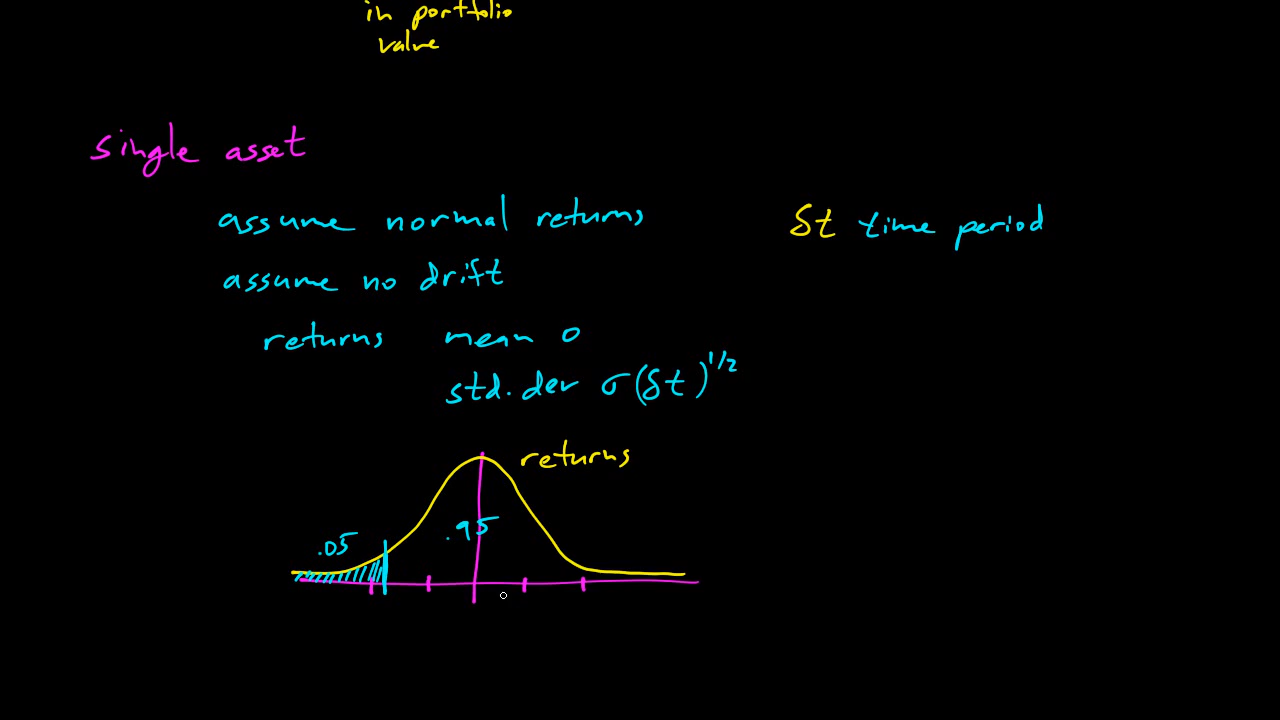 in portfolio
value
single asset
assume normal returns
δt time period
assume no drift
returns mean 0
std. dev σ(δt)^1/2
returns
.95
.05